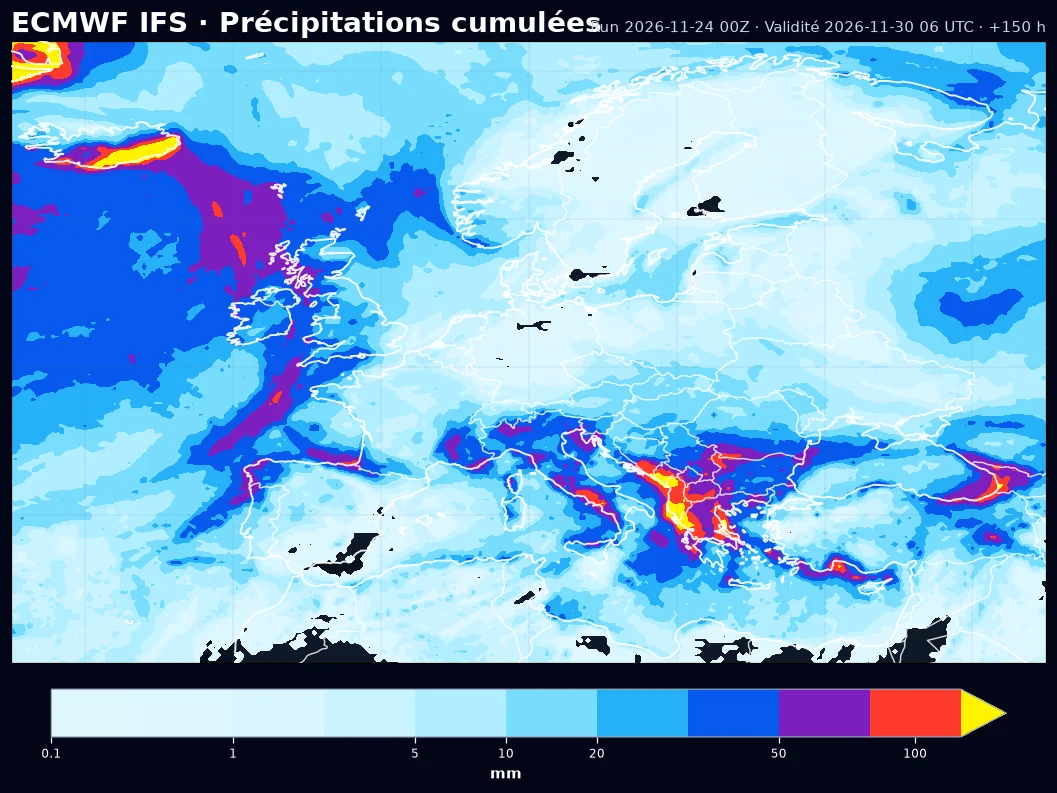 ECMWF IFS · Précipitations cumulées
Run 2026-11-24 00Z · Validité 2026-11-30 06 UTC · +150 h
0.1 1 5 10 20 50 100
mm